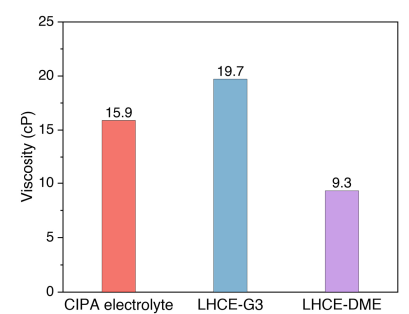 Viscosity (cP)
25
20
15
10
5
0
15.9
19.7
9.3
CIPA electrolyte
LHCE-G3
LHCE-DME